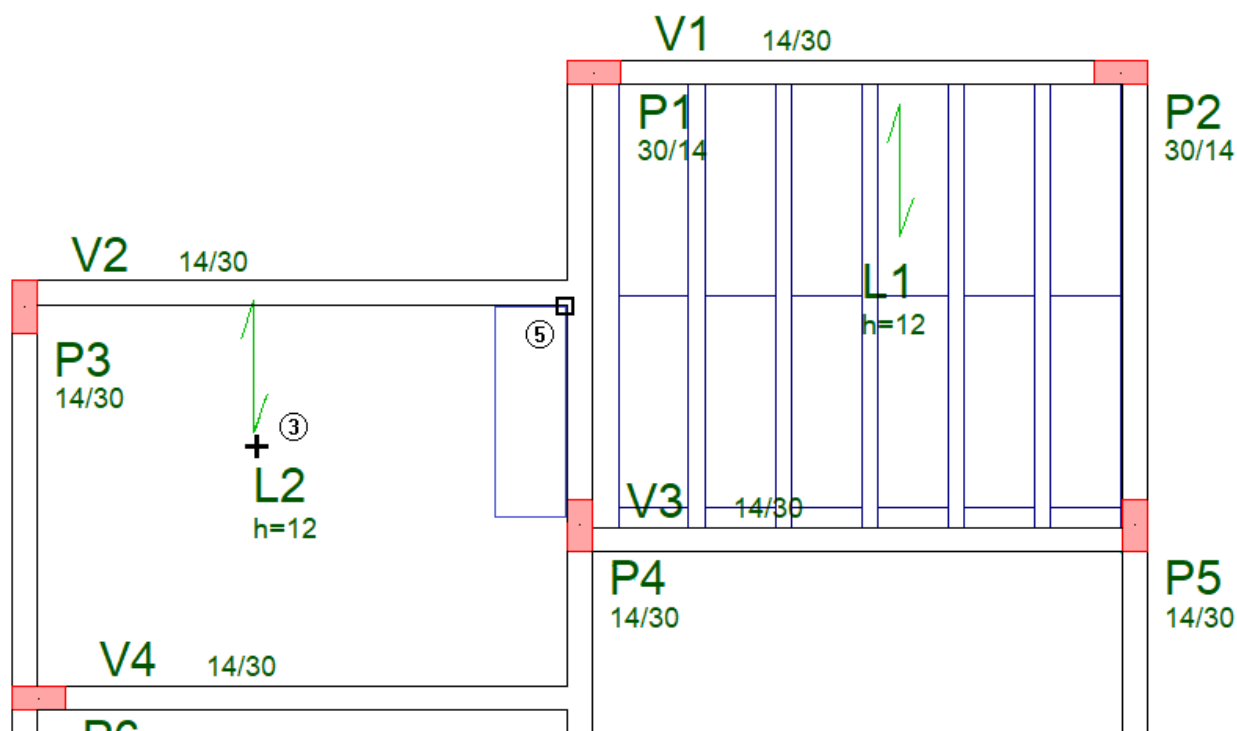 V1 14/30
P1
30/14
P2
30/14
V2 14/30
L1
h=12
⑤
P3
14/30
③
L2
h=12
V3 14/30
P4
14/30
P5
14/30
V4 14/30
P6